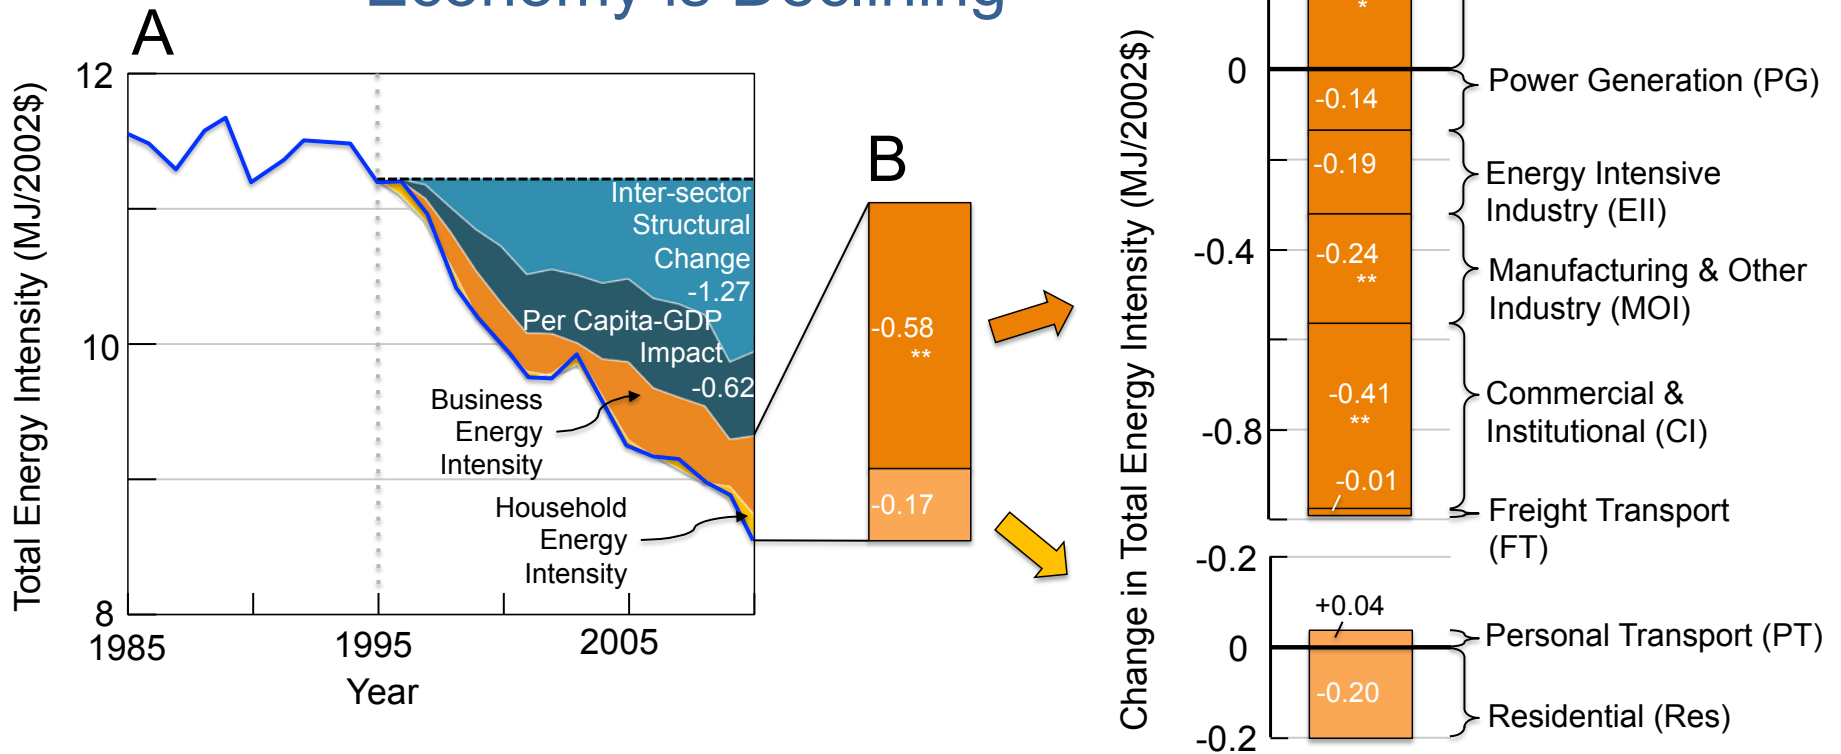 Economy is Declining
A
Total Energy Intensity (MJ/2002$)
12
10
8
1985
1995
2005
Year
Inter-sector
Structural
Change
-1.27
Per Capita-GDP
Impact
-0.62
Business
Energy
Intensity
Household
Energy
Intensity
B
-0.58
**
-0.17
Change in Total Energy Intensity (MJ/2002$)
*
0
-0.4
-0.8
-0.14
-0.19
-0.24
**
-0.41
**
-0.01
Power Generation (PG)
Energy Intensive
Industry (EII)
Manufacturing & Other
Industry (MOI)
Commercial &
Institutional (CI)
Freight Transport
(FT)
-0.2
0
-0.2
+0.04
-0.20
Personal Transport (PT)
Residential (Res)